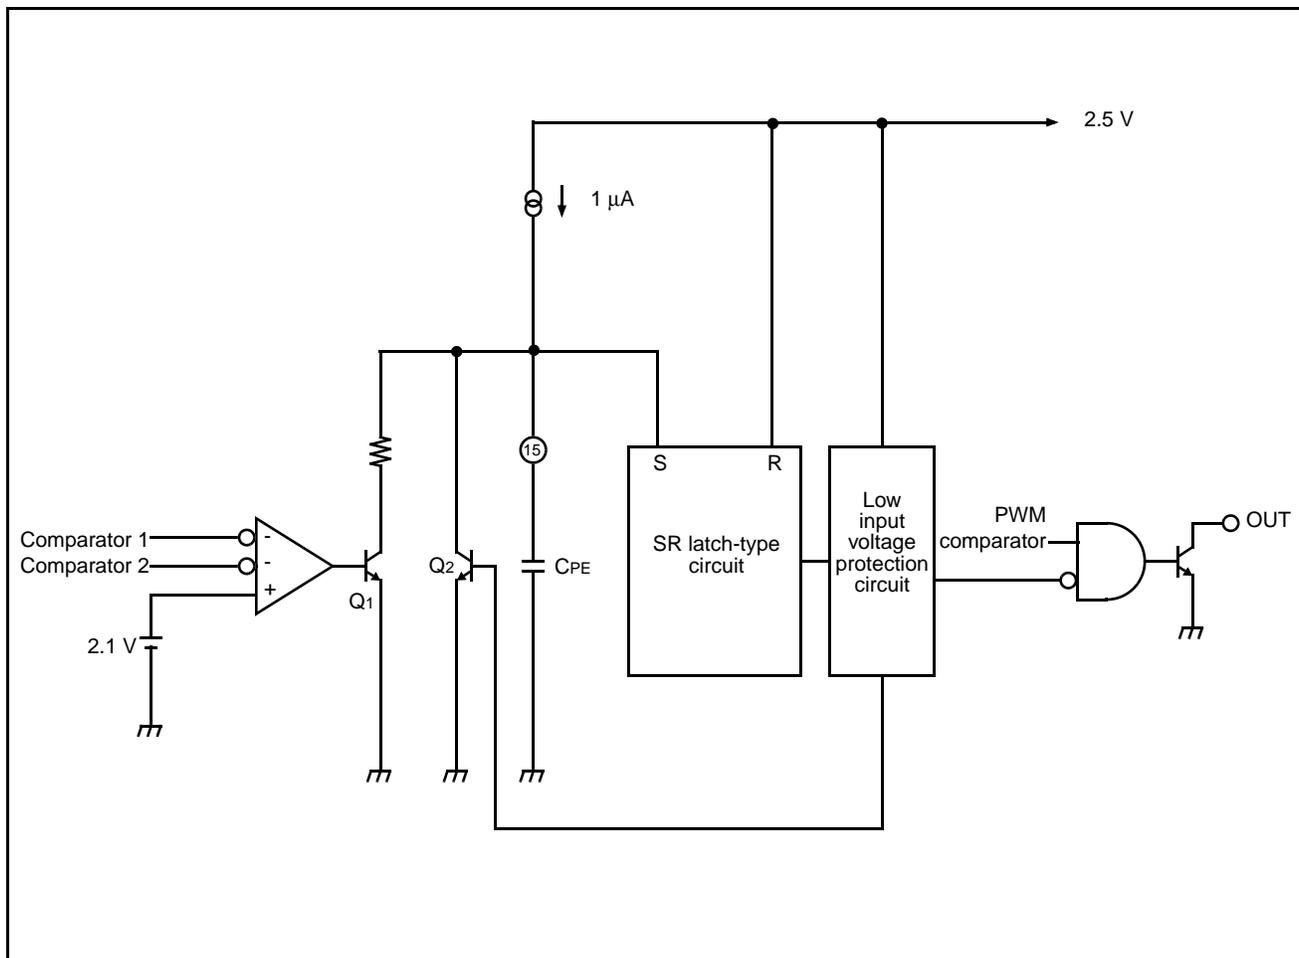 2.5 V
1 µA
15
S
R
Low
input
voltage
protection
circuit
PWM
comparator
OUT
Comparator 1
Comparator 2
-
-
+
Q1
Q2
CPE
SR latch-type
circuit
2.1 V